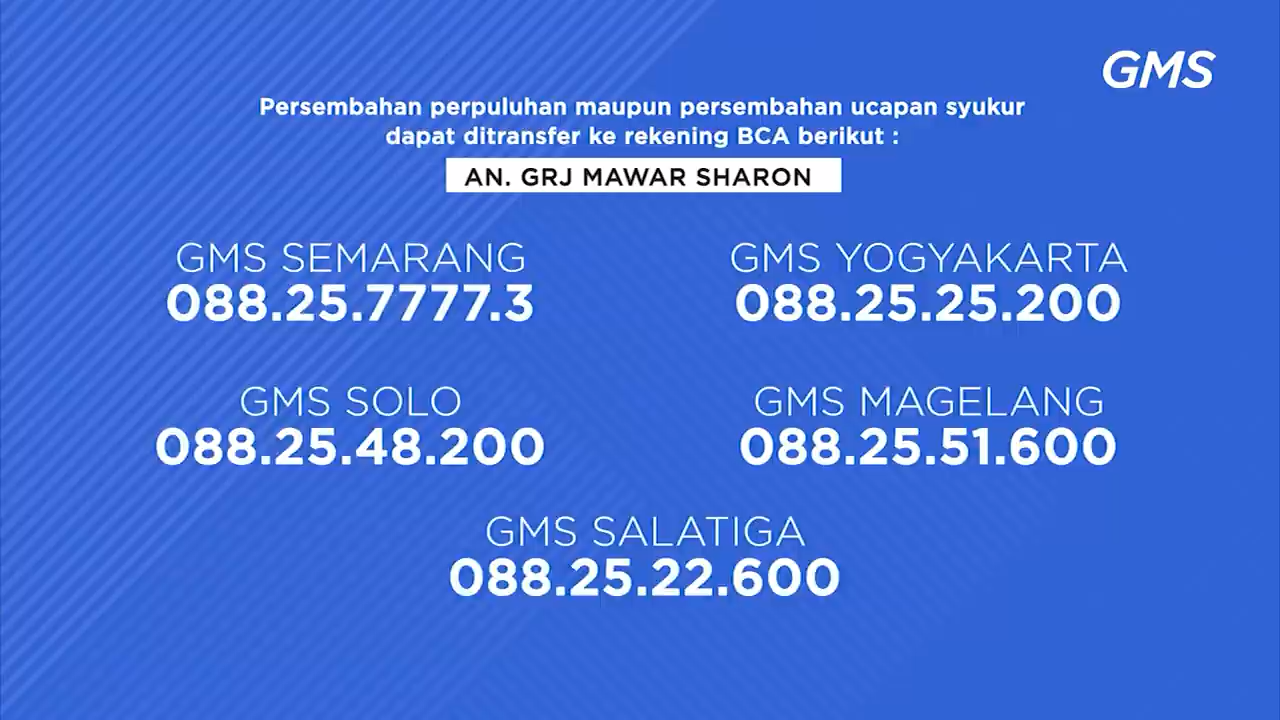 GMS
Persembahan perpuluhan maupun persembahan ucapan syukur
dapat ditransfer ke rekening BCA berikut :
AN. GRJ MAWAR SHARON
GMS SEMARANG
088.25.7777.3
GMS YOGYAKARTA
088.25.25.200
GMS SOLO
088.25.48.200
GMS MAGELANG
088.25.51.600
GMS SALATIGA
088.25.22.600